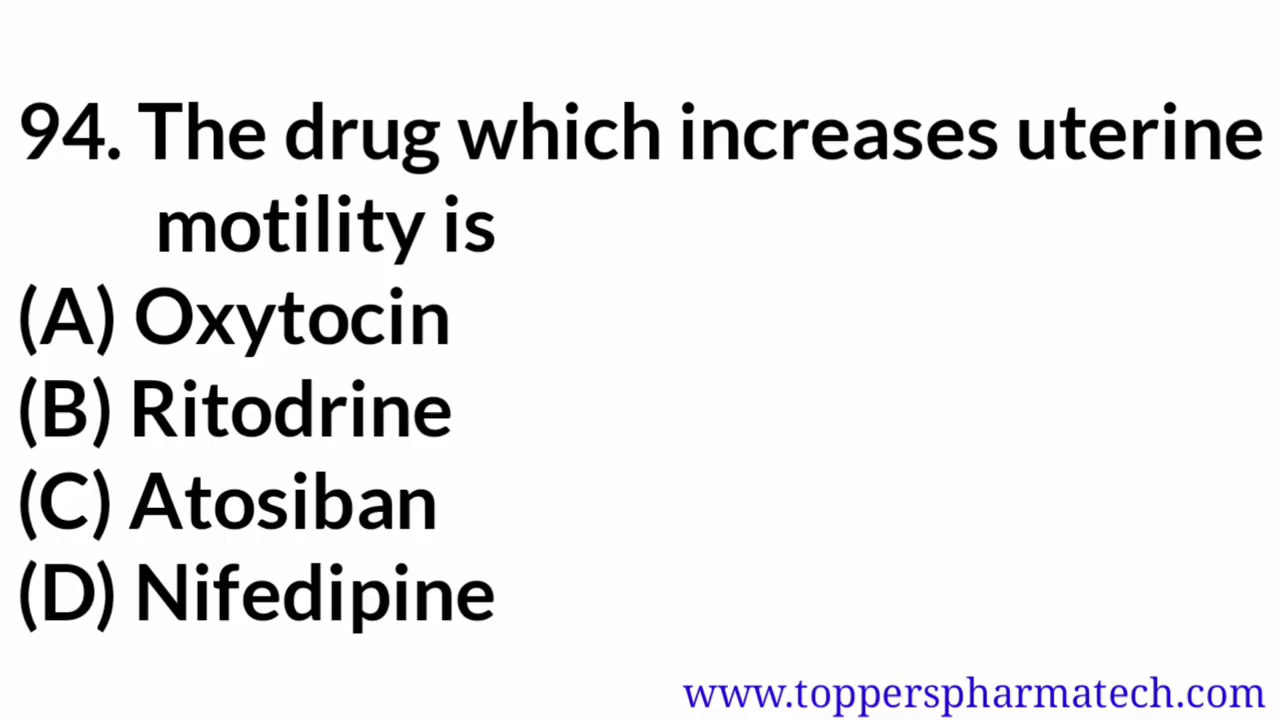 94. The drug which increases uterine
motility is
(A) Oxytocin
(B) Ritodrine
(C) Atosiban
(D) Nifedipine
www.topperspharmatech.com